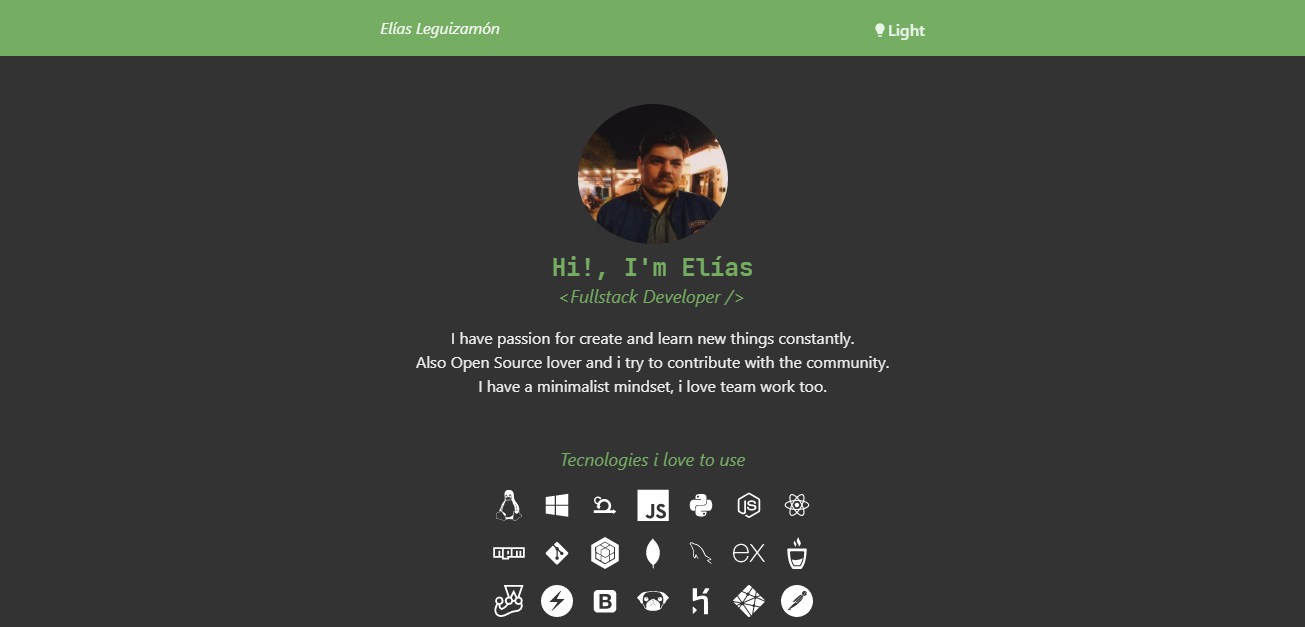 Elías Leguizamón
Light
Hi!, I'm Elías
<Fullstack Developer />
I have passion for create and learn new things constantly.
Also Open Source lover and i try to contribute with the community.
I have a minimalist mindset, i love team work too.
Tecnologies i love to use
JS
JS
npm
ex
B